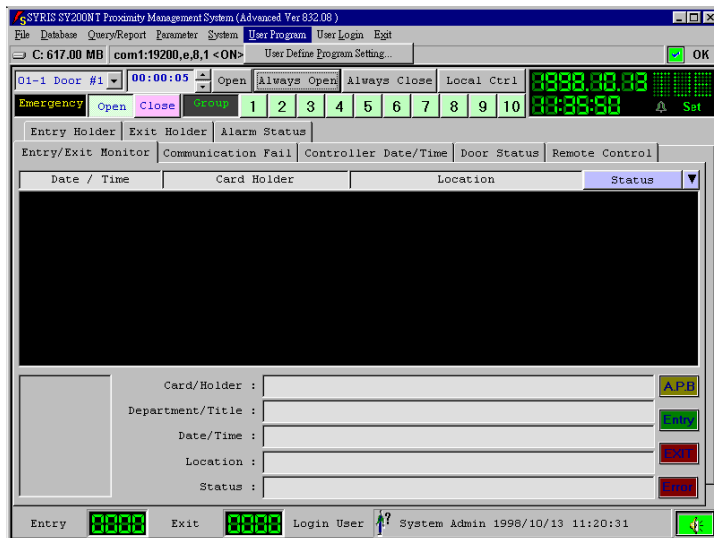 SYRIS SY200NT Proximity Management System (Advanced Ver 832.08 )
File Database Query/Report Parameter System User Program User Login Exit
C: 617.00 MB com1:19200,e,8,1 <ON> User Define Program Setting... OK
01-1 Door #1 00:00:05 Open Always Open Always Close Local Ctrl 1998.10.13
Emergency Open Close Group 1 2 3 4 5 6 7 8 9 10 Set
Entry Holder Exit Holder Alarm Status
Entry/Exit Monitor Communication Fail Controller Date/Time Door Status Remote Control
Date / Time Card Holder Location Status
Card/Holder : A.P.B
Department/Title : Entry
Date/Time :
Location : EXIT
Status : Error
Entry Exit Login User System Admin 1998/10/13 11:20:31